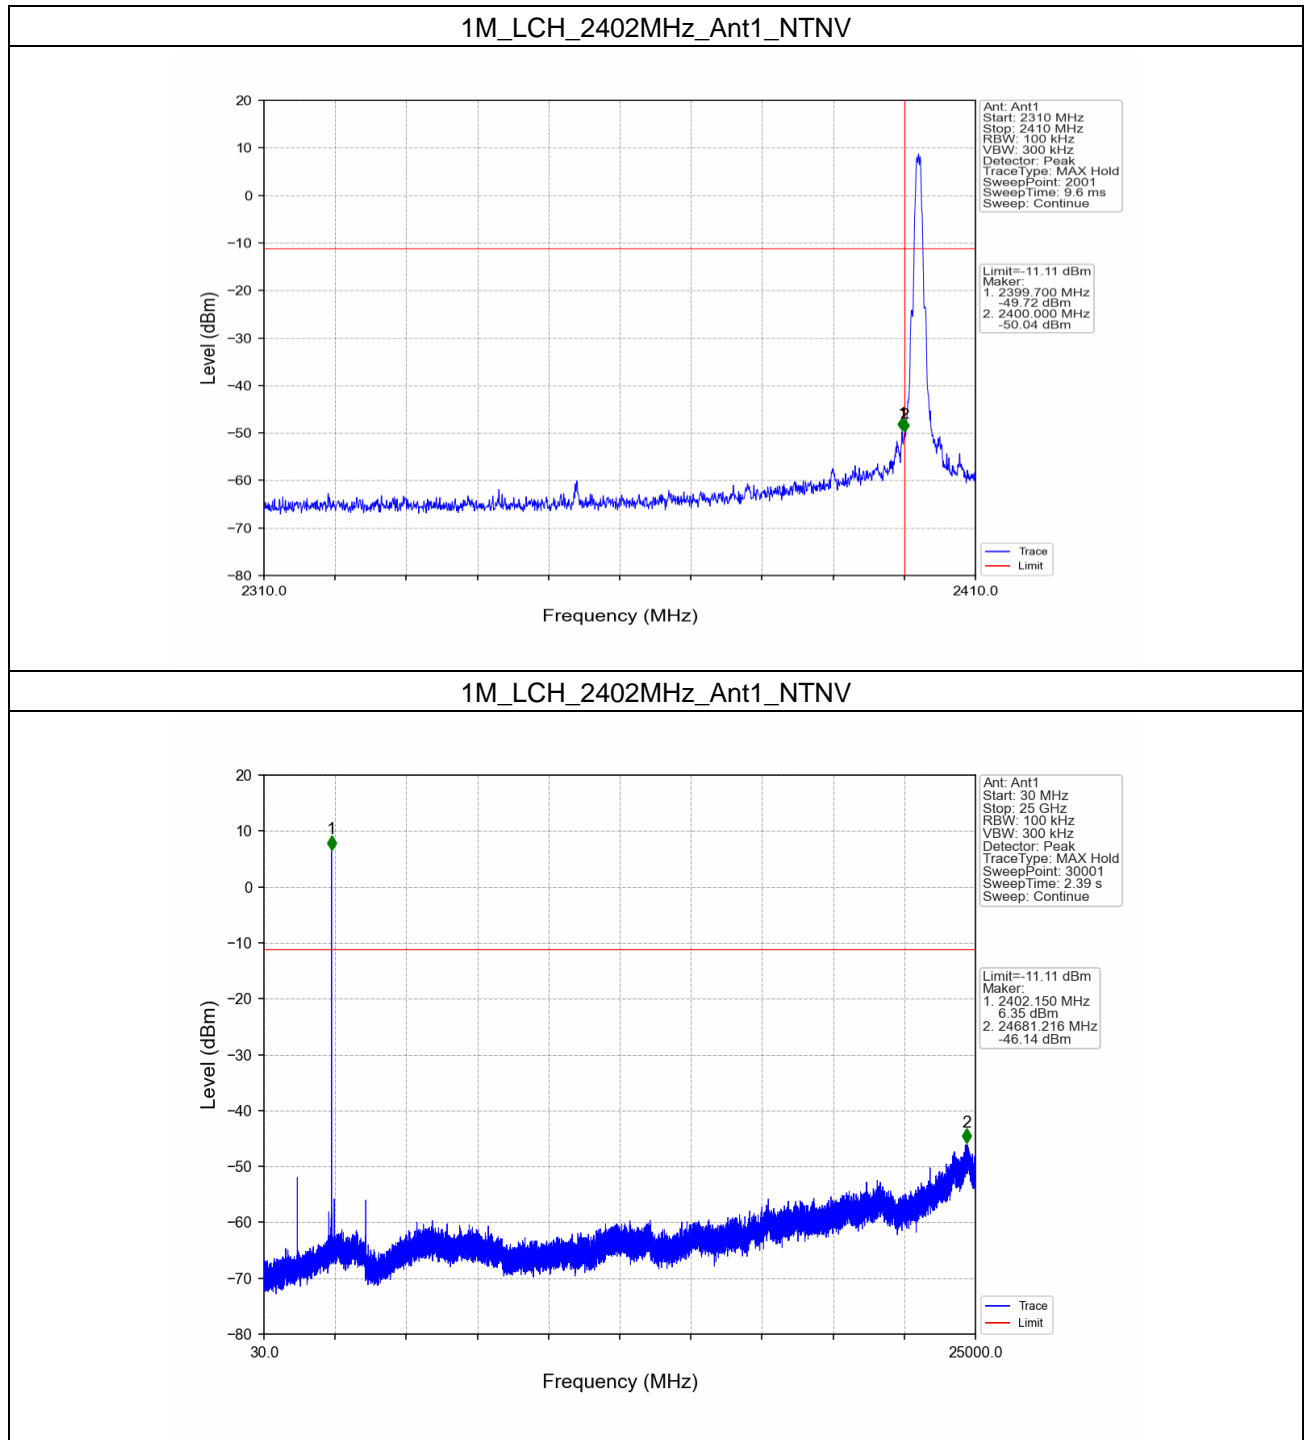 1M_LCH_2402MHz_Ant1_NTNV
20
10
0
−10
−20
−30
−40
−50
−60
−70
−80
Level (dBm)
2310.0
2410.0
Frequency (MHz)
1
2
Ant: Ant1
Start: 2310 MHz
Stop: 2410 MHz
RBW: 100 kHz
VBW: 300 kHz
Detector: Peak
TraceType: MAX Hold
SweepPoint: 2001
SweepTime: 9.6 ms
Sweep: Continue
Limit=-11.11 dBm
Maker:
1. 2399.700 MHz
-49.72 dBm
2. 2400.000 MHz
-50.04 dBm
Trace
Limit
1M_LCH_2402MHz_Ant1_NTNV
20
10
0
−10
−20
−30
−40
−50
−60
−70
−80
Level (dBm)
30.0
25000.0
Frequency (MHz)
1
2
Ant: Ant1
Start: 30 MHz
Stop: 25 GHz
RBW: 100 kHz
VBW: 300 kHz
Detector: Peak
TraceType: MAX Hold
SweepPoint: 30001
SweepTime: 2.39 s
Sweep: Continue
Limit=-11.11 dBm
Maker:
1. 2402.150 MHz
6.35 dBm
2. 24681.216 MHz
-46.14 dBm
Trace
Limit